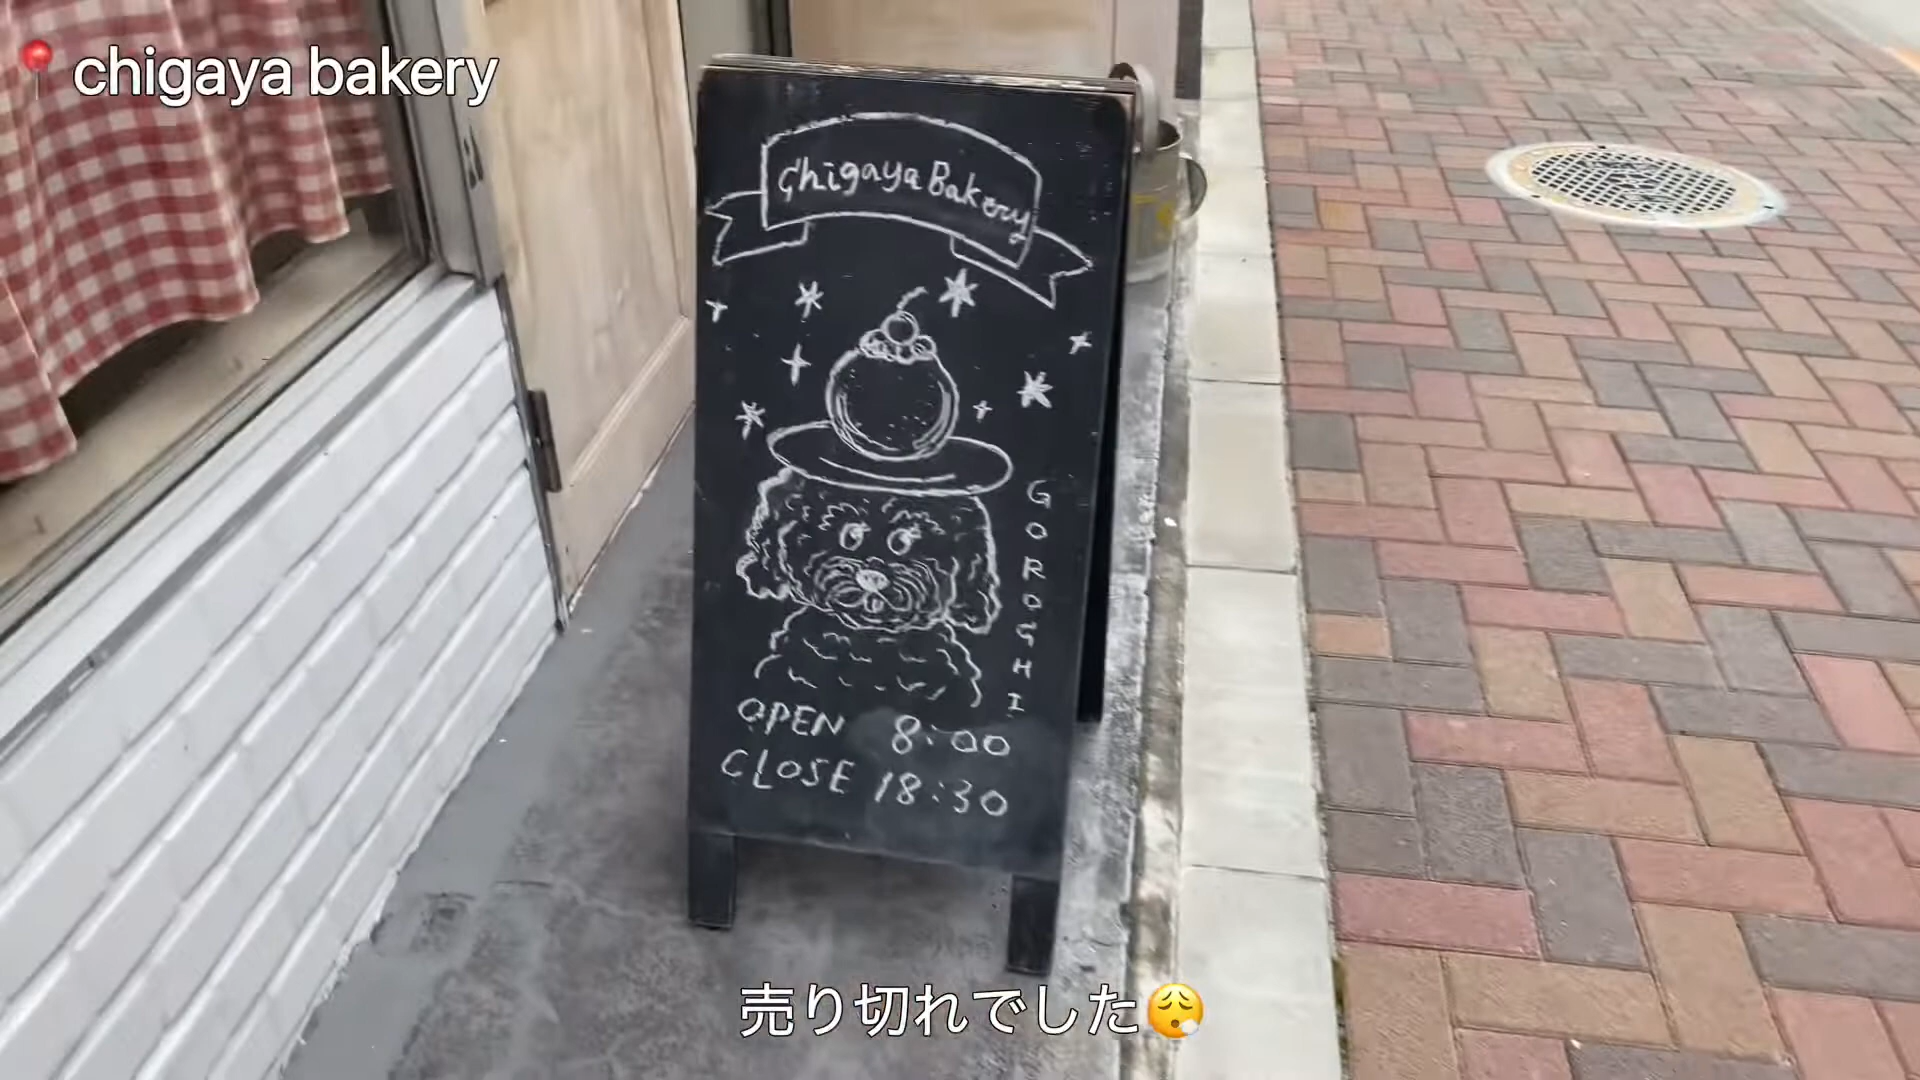 📍chigaya bakery
Chigaya Bakery
GOROSHI
OPEN 8:00
CLOSE 18:30
売り切れでした😮‍💨